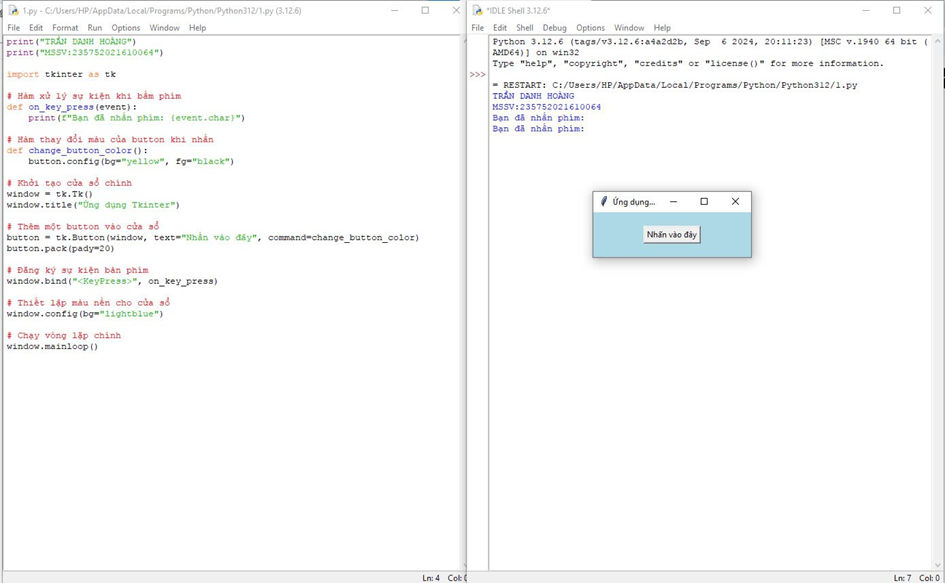 1.py - C:/Users/HP/AppData/Local/Programs/Python/Python312/1.py (3.12.6)
File Edit Format Run Options Window Help
print("TRẦN DANH HOÀNG")
print("MSSV:235752021610064")
import tkinter as tk
# Hàm xử lý sự kiện khi bấm phím
def on_key_press(event):
    print(f"Bạn đã nhấn phím: {event.char}")
# Hàm thay đổi màu của button khi nhấn
def change_button_color():
    button.config(bg="yellow", fg="black")
# Khởi tạo cửa sổ chính
window = tk.Tk()
window.title("Ứng dụng Tkinter")
# Thêm một button vào cửa sổ
button = tk.Button(window, text="Nhấn vào đây", command=change_button_color)
button.pack(pady=20)
# Đăng ký sự kiện bàn phím
window.bind("<KeyPress>", on_key_press)
# Thiết lập màu nền cho cửa sổ
window.config(bg="lightblue")
# Chạy vòng lặp chính
window.mainloop()
Ln: 4 Col: 0
*IDLE Shell 3.12.6*
File Edit Shell Debug Options Window Help
Python 3.12.6 (tags/v3.12.6:a4a2d2b, Sep  6 2024, 20:11:23) [MSC v.1940 64 bit (
AMD64)] on win32
Type "help", "copyright", "credits" or "license()" for more information.
>>>
= RESTART: C:/Users/HP/AppData/Local/Programs/Python/Python312/1.py
TRẦN DANH HOÀNG
MSSV:235752021610064
Bạn đã nhấn phím:
Bạn đã nhấn phím:
Ứng dụng...
Nhấn vào đây
Ln: 7 Col: 0